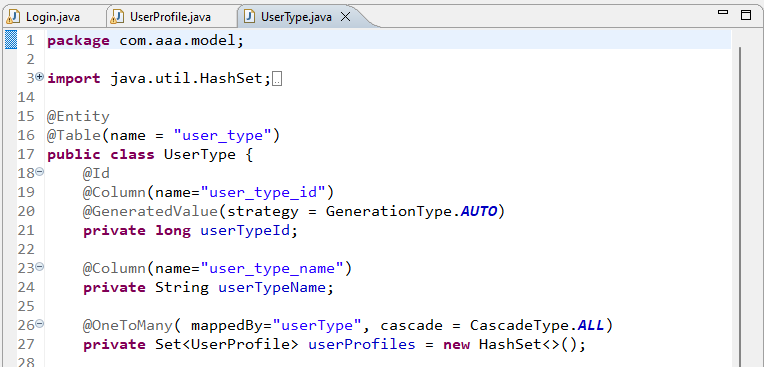 Login.java UserProfile.java UserType.java
1 package com.aaa.model;
2
3 import java.util.HashSet;
14
15 @Entity
16 @Table(name = "user_type")
17 public class UserType {
18 @Id
19 @Column(name="user_type_id")
20 @GeneratedValue(strategy = GenerationType.AUTO)
21 private long userTypeId;
22
23 @Column(name="user_type_name")
24 private String userTypeName;
25
26 @OneToMany( mappedBy="userType", cascade = CascadeType.ALL)
27 private Set<UserProfile> userProfiles = new HashSet<>();
28